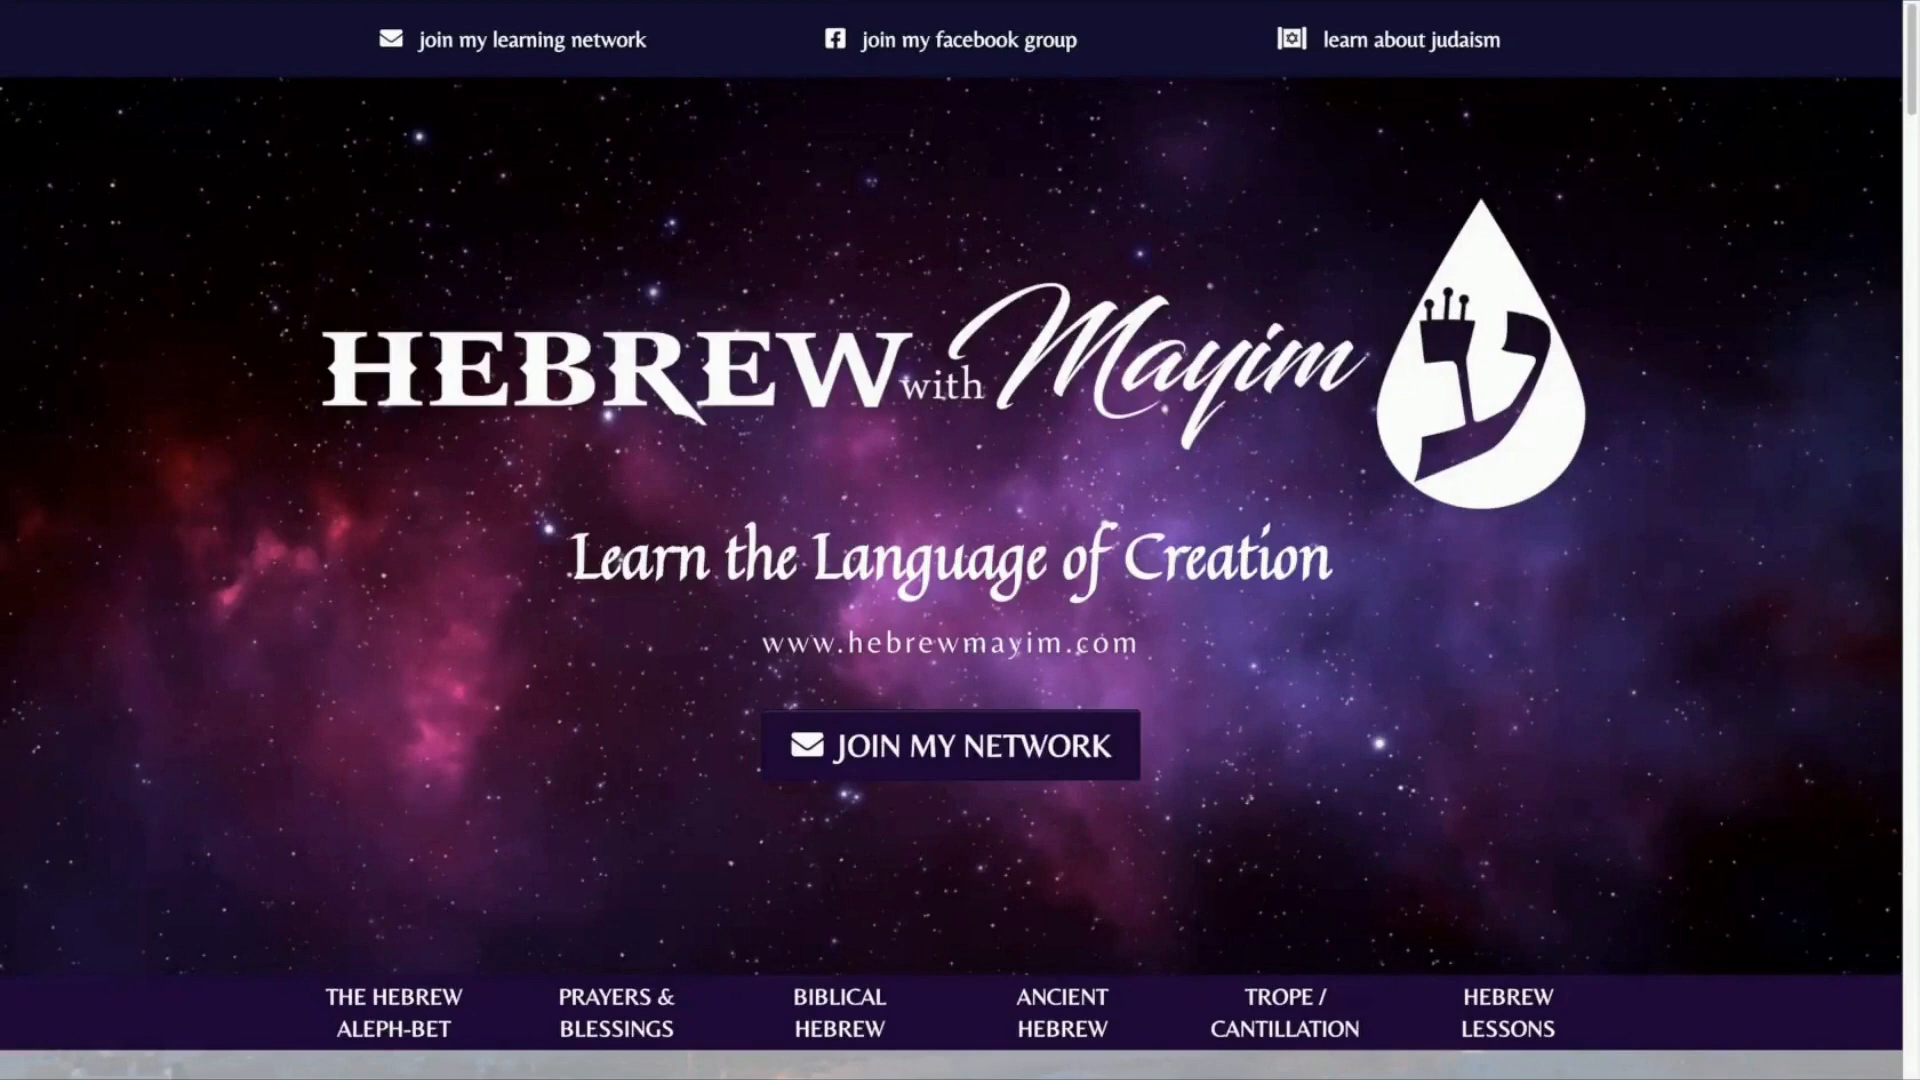 join my learning network
join my facebook group
learn about judaism
HEBREW with Mayim
ע
Learn the Language of Creation
www.hebrewmayim.com
JOIN MY NETWORK
THE HEBREW
ALEPH-BET
PRAYERS &
BLESSINGS
BIBLICAL
HEBREW
ANCIENT
HEBREW
TROPE /
CANTILLATION
HEBREW
LESSONS